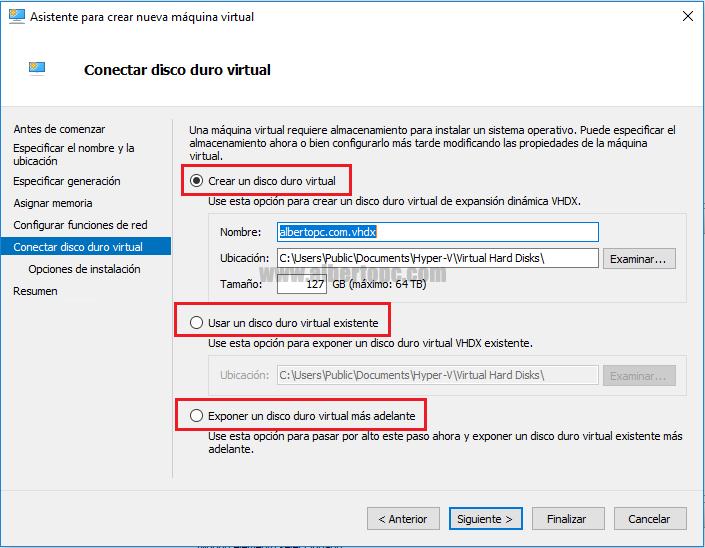 Asistente para crear nueva máquina virtual
Conectar disco duro virtual
Antes de comenzar
Especificar el nombre y la
ubicación
Especificar generación
Asignar memoria
Configurar funciones de red
Conectar disco duro virtual
Opciones de instalación
Resumen
Una máquina virtual requiere almacenamiento para instalar un sistema operativo. Puede especificar el
almacenamiento ahora o bien configurarlo más tarde modificando las propiedades de la máquina
virtual.
Crear un disco duro virtual
Use esta opción para crear un disco duro virtual de expansión dinámica VHDX.
Nombre: albertopc.com.vhdx
Ubicación: C:\Users\Public\Documents\Hyper-V\Virtual Hard Disks\ Examinar...
www.albertopc.com
Tamaño: 127 GB (máximo: 64 TB)
Usar un disco duro virtual existente
Use esta opción para exponer un disco duro virtual VHDX existente.
Ubicación: C:\Users\Public\Documents\Hyper-V\Virtual Hard Disks\ Examinar...
Exponer un disco duro virtual más adelante
Use esta opción para pasar por alto este paso ahora y exponer un disco duro virtual existente más
adelante.
< Anterior Siguiente > Finalizar Cancelar